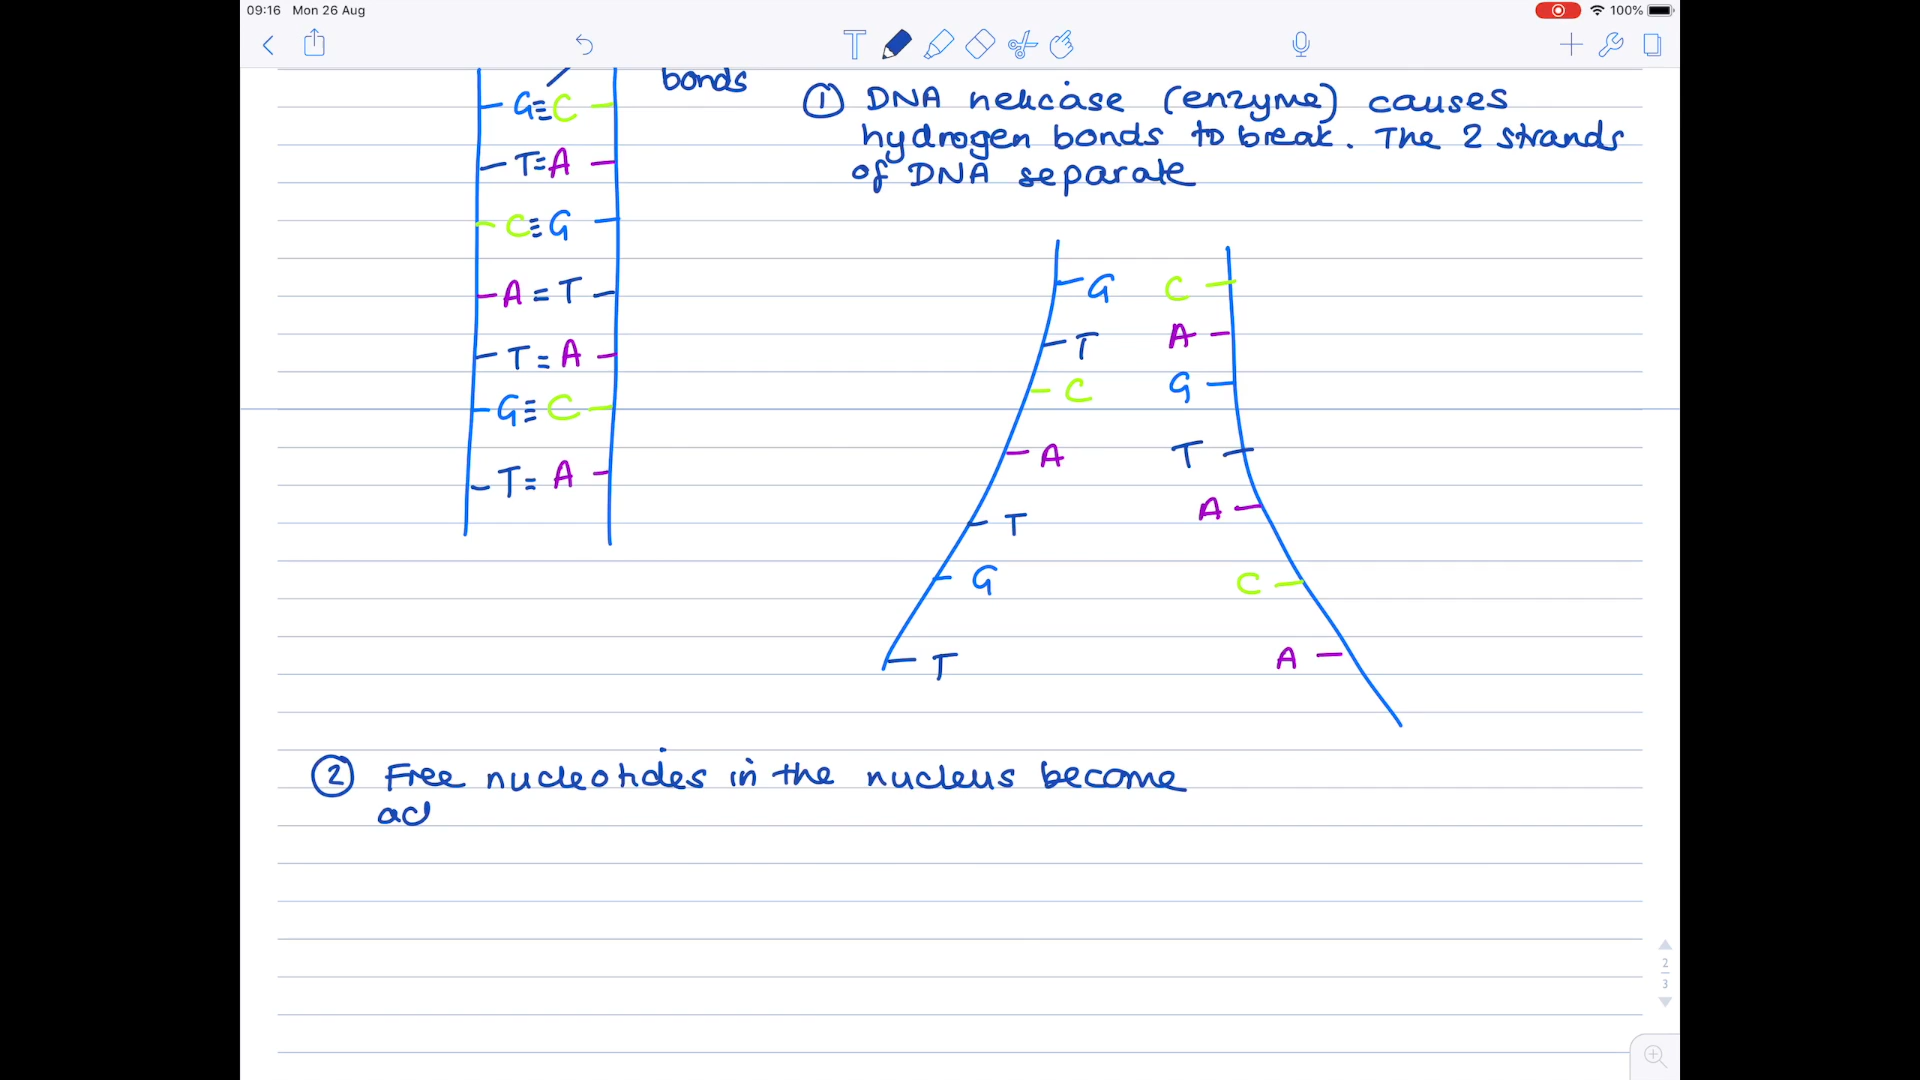 09:16 Mon 26 Aug
100%
bonds
G≡C
T=A
C≡G
A=T
T=A
G≡C
T=A
① DNA helicase (enzyme) causes
hydrogen bonds to break. The 2 strands
of DNA separate
G C
T A
C G
A T
T A
G C
T A
② Free nucleotides in the nucleus become
ac
2
3